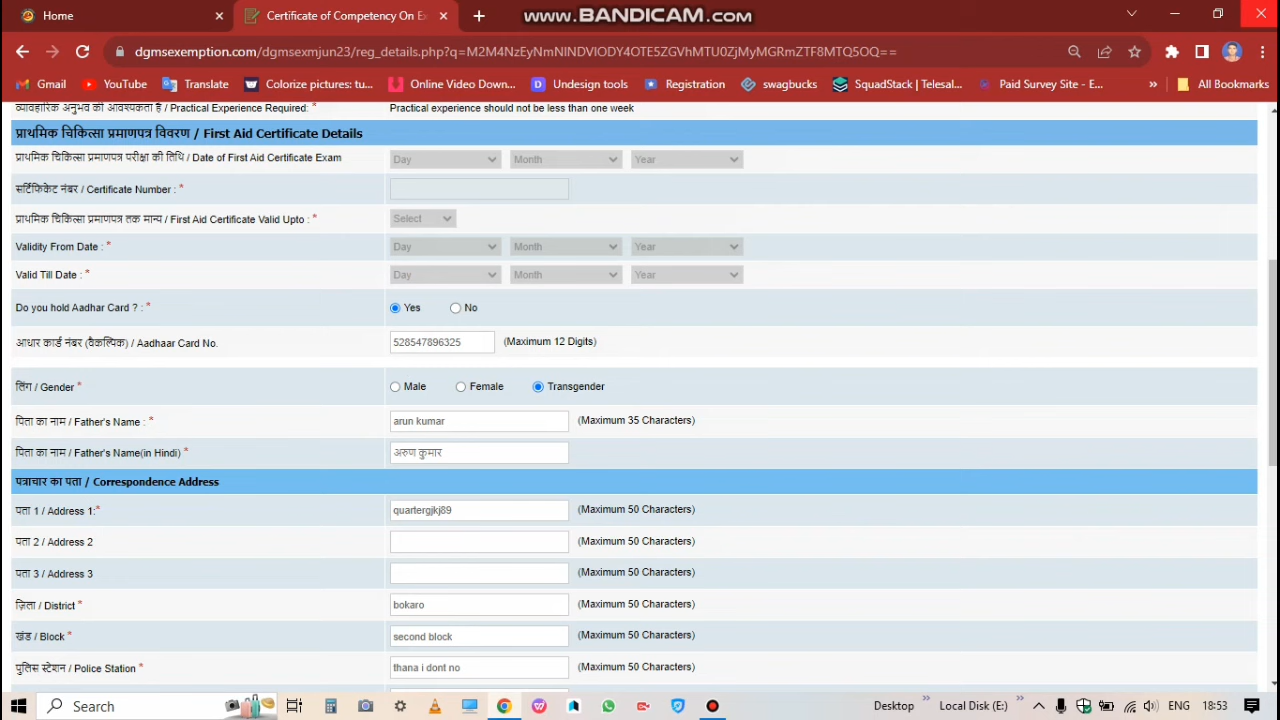 Home
Certificate of Competency On Ex
www.BANDICAM.com
dgmsexemption.com/dgmsexmjun23/reg_details.php?q=M2M4NzEyNmNINDVIODY4OTE5ZGVhMTU0ZjMyMGRmZTF8MTQ5OQ==
Gmail YouTube Translate Colorize pictures: tu... Online Video Down... Undesign tools Registration swagbucks SquadStack | Telesal... Paid Survey Site - E... » All Bookmarks
व्यावहारिक अनुभव की आवश्यकता है / Practical Experience Required: * Practical experience should not be less than one week
प्राथमिक चिकित्सा प्रमाणपत्र विवरण / First Aid Certificate Details
प्राथमिक चिकित्सा प्रमाणपत्र परीक्षा की तिथि / Date of First Aid Certificate Exam Day Month Year
सर्टिफिकेट नंबर / Certificate Number : *
प्राथमिक चिकित्सा प्रमाणपत्र तक मान्य / First Aid Certificate Valid Upto : * Select
Validity From Date : * Day Month Year
Valid Till Date : * Day Month Year
Do you hold Aadhar Card ? : * Yes No
आधार कार्ड नंबर (वैकल्पिक) / Aadhaar Card No. 528547896325 (Maximum 12 Digits)
लिंग / Gender * Male Female Transgender
पिता का नाम / Father's Name : * arun kumar (Maximum 35 Characters)
पिता का नाम / Father's Name(in Hindi) * अरुण कुमार
पत्राचार का पता / Correspondence Address
पता 1 / Address 1:* quartergjkj89 (Maximum 50 Characters)
पता 2 / Address 2 (Maximum 50 Characters)
पता 3 / Address 3 (Maximum 50 Characters)
ज़िला / District * bokaro (Maximum 50 Characters)
खंड / Block * second block (Maximum 50 Characters)
पुलिस स्टेशन / Police Station * thana i dont no (Maximum 50 Characters)
Search Desktop » Local Disk (E:) » ENG 18:53